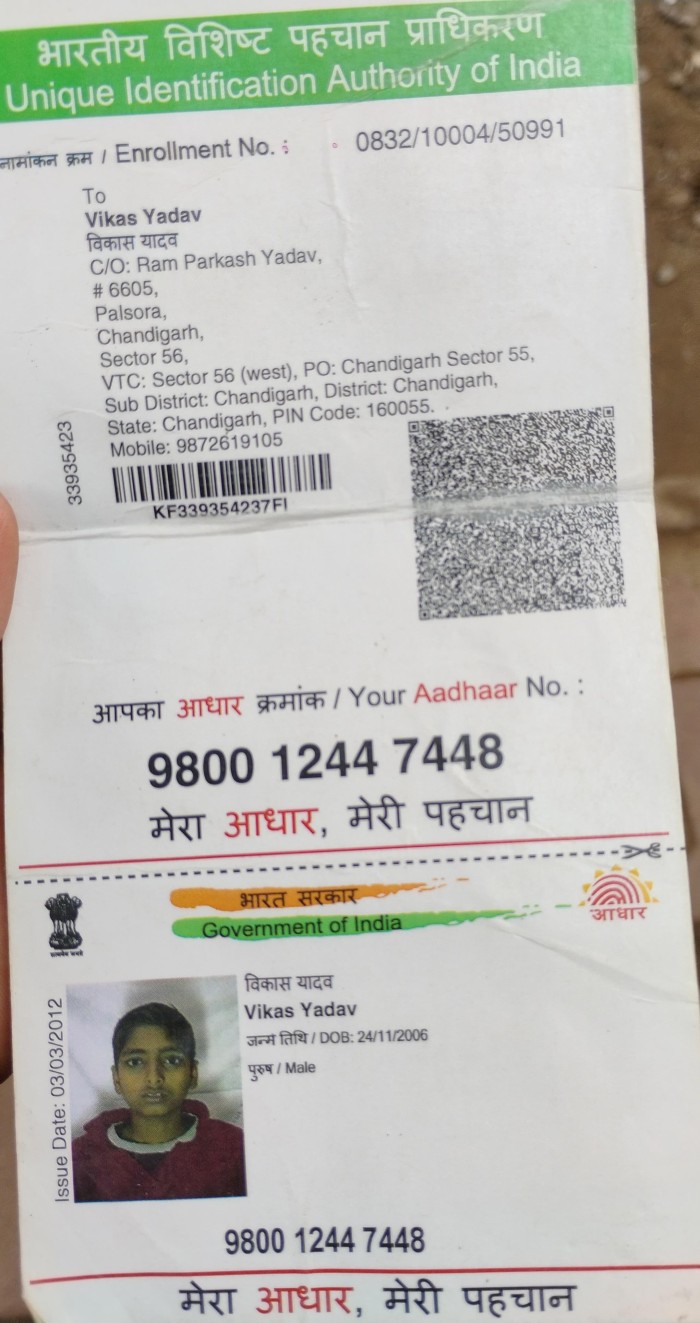 भारतीय विशिष्ट पहचान प्राधिकरण
Unique Identification Authority of India
नामांकन क्रम / Enrollment No. : 0832/10004/50991
To
Vikas Yadav
विकास यादव
C/O: Ram Parkash Yadav,
# 6605,
Palsora,
Chandigarh,
Sector 56,
VTC: Sector 56 (west), PO: Chandigarh Sector 55,
Sub District: Chandigarh, District: Chandigarh,
State: Chandigarh, PIN Code: 160055.
Mobile: 9872619105
33935423
KF339354237FI
आपका आधार क्रमांक / Your Aadhaar No. :
9800 1244 7448
मेरा आधार, मेरी पहचान
भारत सरकार
Government of India
आधार
सत्यमेव जयते
विकास यादव
Vikas Yadav
जन्म तिथि / DOB: 24/11/2006
पुरुष / Male
Issue Date: 03/03/2012
9800 1244 7448
मेरा आधार, मेरी पहचान